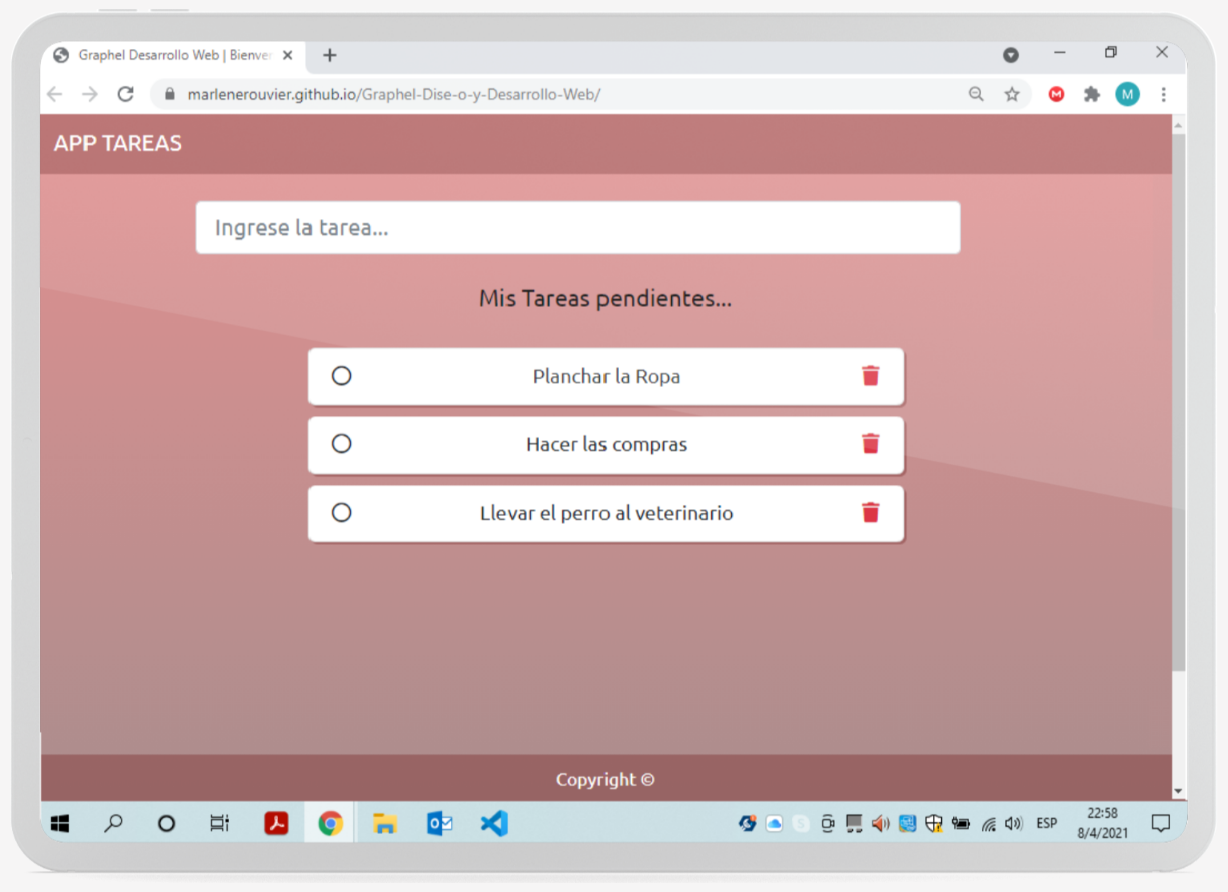 Graphel Desarrollo Web | Bienver
marlenerouvier.github.io/Graphel-Dise-o-y-Desarrollo-Web/
M
M
APP TAREAS
Ingrese la tarea...
Mis Tareas pendientes...
Planchar la Ropa
Hacer las compras
Llevar el perro al veterinario
Copyright ©
ESP
22:58
8/4/2021